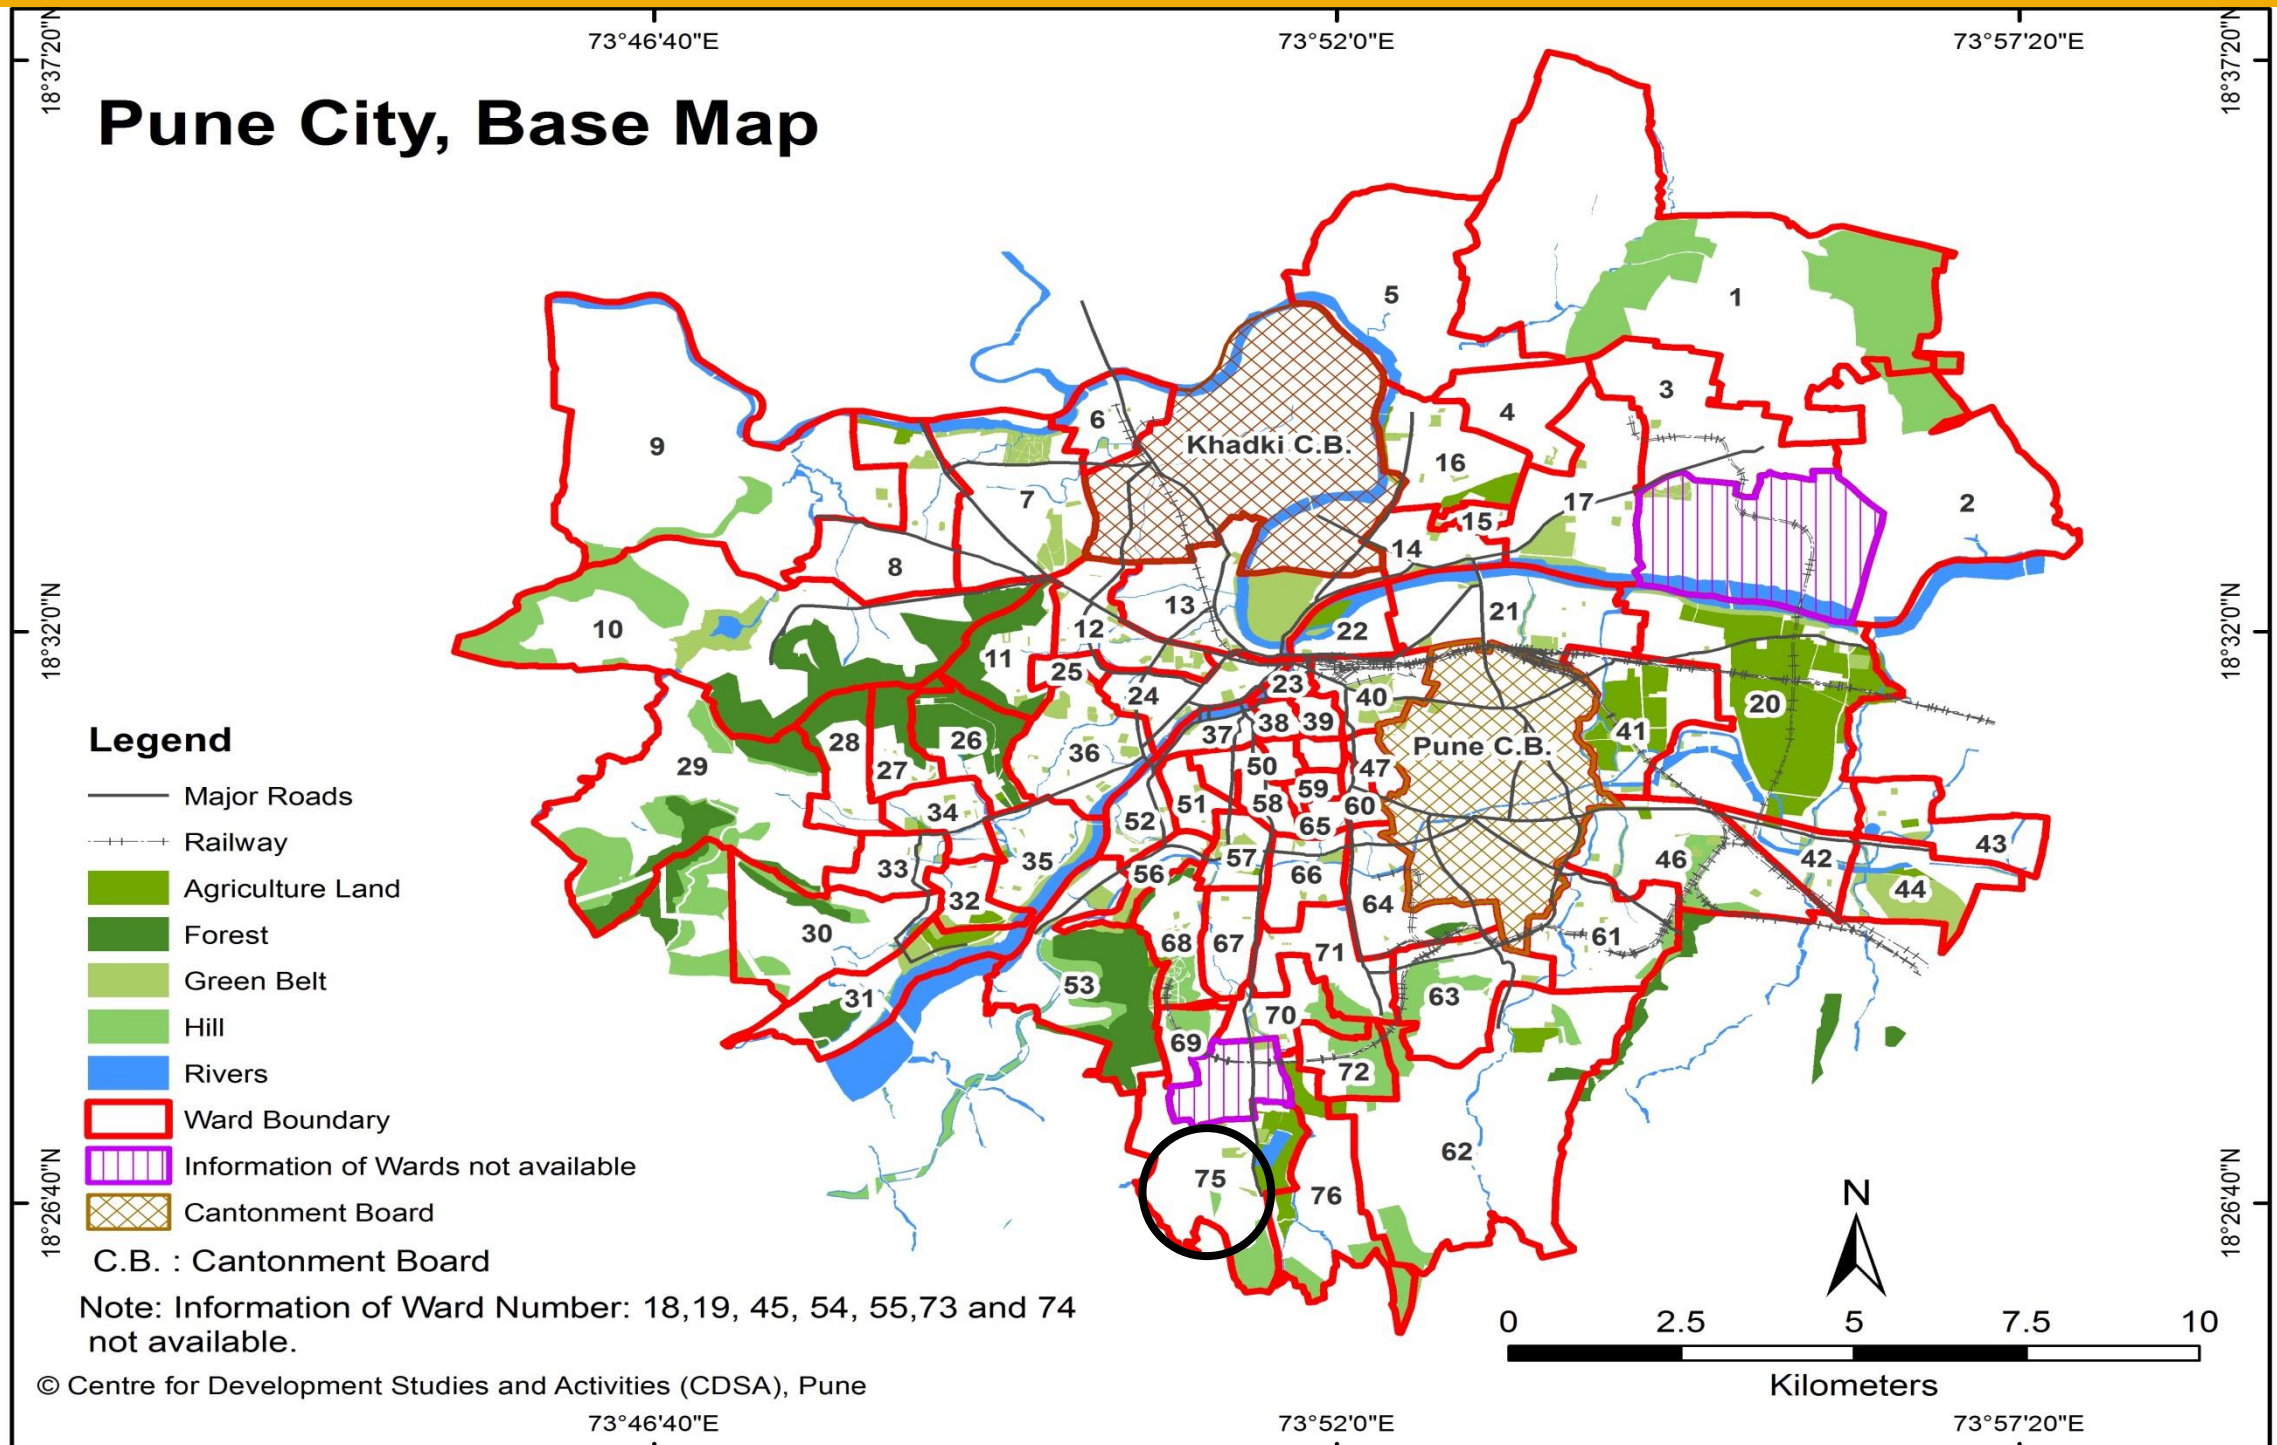 73°46'40"E
73°52'0"E
73°57'20"E
18°37'20"N
18°37'20"N
Pune City, Base Map
1
5
3
4
6
Khadki C.B.
9
16
7
17
2
15
14
8
13
21
10
12
22
11
25
23
24
40
20
38
39
37
41
28
26
36
Pune C.B.
29
27
50
47
59
51
58
60
34
52
65
43
57
46
42
35
33
56
66
44
32
64
30
61
68
67
71
53
63
31
70
69
72
62
75
76
18°32'0"N
18°32'0"N
Legend
Major Roads
Railway
Agriculture Land
Forest
Green Belt
Hill
Rivers
Ward Boundary
Information of Wards not available
Cantonment Board
C.B. : Cantonment Board
Note: Information of Ward Number: 18,19, 45, 54, 55,73 and 74
not available.
© Centre for Development Studies and Activities (CDSA), Pune
18°26'40"N
18°26'40"N
N
0 2.5 5 7.5 10
Kilometers
73°46'40"E
73°52'0"E
73°57'20"E